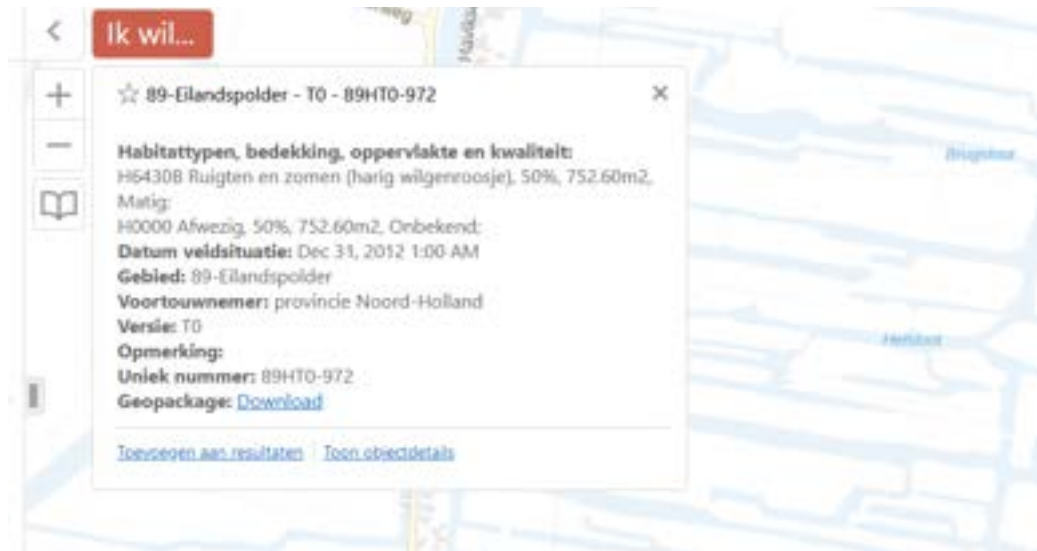 Ik wil...
☆ 89-Eilandspolder - T0 - 89HT0-972
Habitattypen, bedekking, oppervlakte en kwaliteit:
H6430B Ruigten en zomen (harig wilgenroosje), 50%, 752.60m2,
Matig;
H0000 Afwezig, 50%, 752.60m2, Onbekend;
Datum veldsituatie: Dec 31, 2012 1:00 AM
Gebied: 89-Eilandspolder
Voortouwnemer: provincie Noord-Holland
Versie: T0
Opmerking:
Uniek nummer: 89HT0-972
Geopackage: Download
Toevoegen aan resultaten
Toon objectdetails